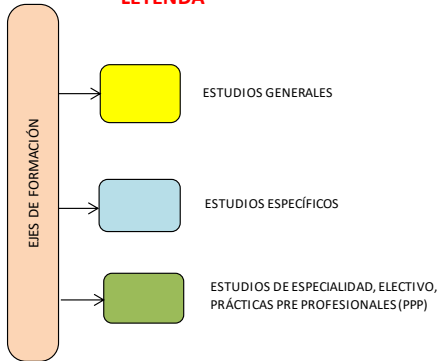 LEYENDA
EJES DE FORMACIÓN
ESTUDIOS GENERALES
ESTUDIOS ESPECÍFICOS
ESTUDIOS DE ESPECIALIDAD, ELECTIVO,
PRÁCTICAS PRE PROFESIONALES (PPP)